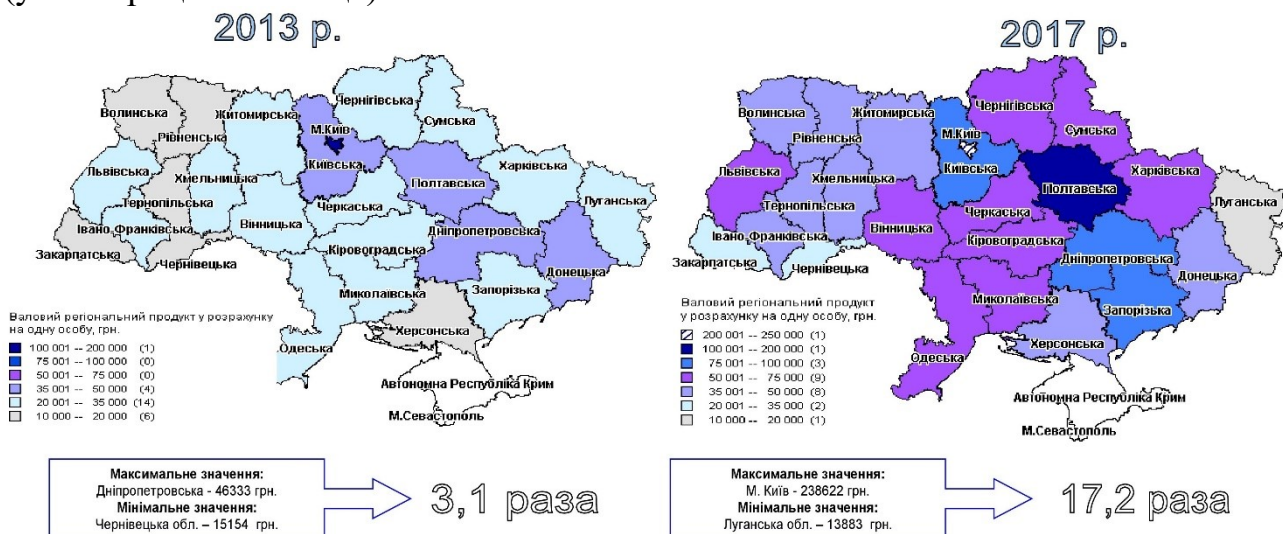 2013 р.
Волинська
Рівненська
Житомирська
Чернігівська
Сумська
М.Київ
Київська
Львівська
Тернопільська
Хмельницька
Полтавська
Харківська
Луганська
Черкаська
Вінницька
Івано Франківська
Закарпатська
Чернівецька
Кіровоградська
Дніпропетровська
Донецька
Запорізька
Миколаївська
Херсонська
Одеська
Автономна Республіка Крим
М.Севастополь
Валовий регіональний продукт у розрахунку
на одну особу, грн.
100 001 -- 200 000 (1)
75 001 -- 100 000 (0)
50 001 -- 75 000 (0)
35 001 -- 50 000 (4)
20 001 -- 35 000 (14)
10 000 -- 20 000 (6)
Максимальне значення:
Дніпропетровська - 46333 грн.
Мінімальне значення:
Чернівецька обл. – 15154 грн.
3,1 раза
2017 р.
Волинська
Рівненська
Житомирська
Чернігівська
Сумська
М.Київ
Київська
Львівська
Тернопільська
Хмельницька
Полтавська
Харківська
Луганська
Черкаська
Вінницька
Івано Франківська
Закарпатська
Чернівецька
Кіровоградська
Дніпропетровська
Донецька
Запорізька
Миколаївська
Херсонська
Одеська
Автономна Республіка Крим
М.Севастополь
Валовий регіональний продукт
у розрахунку на одну особу, грн.
200 001 -- 250 000 (1)
100 001 -- 200 000 (1)
75 001 -- 100 000 (3)
50 001 -- 75 000 (9)
35 001 -- 50 000 (8)
20 001 -- 35 000 (2)
10 000 -- 20 000 (1)
Максимальне значення:
М. Київ - 238622 грн.
Мінімальне значення:
Луганська обл. – 13883 грн.
17,2 раза